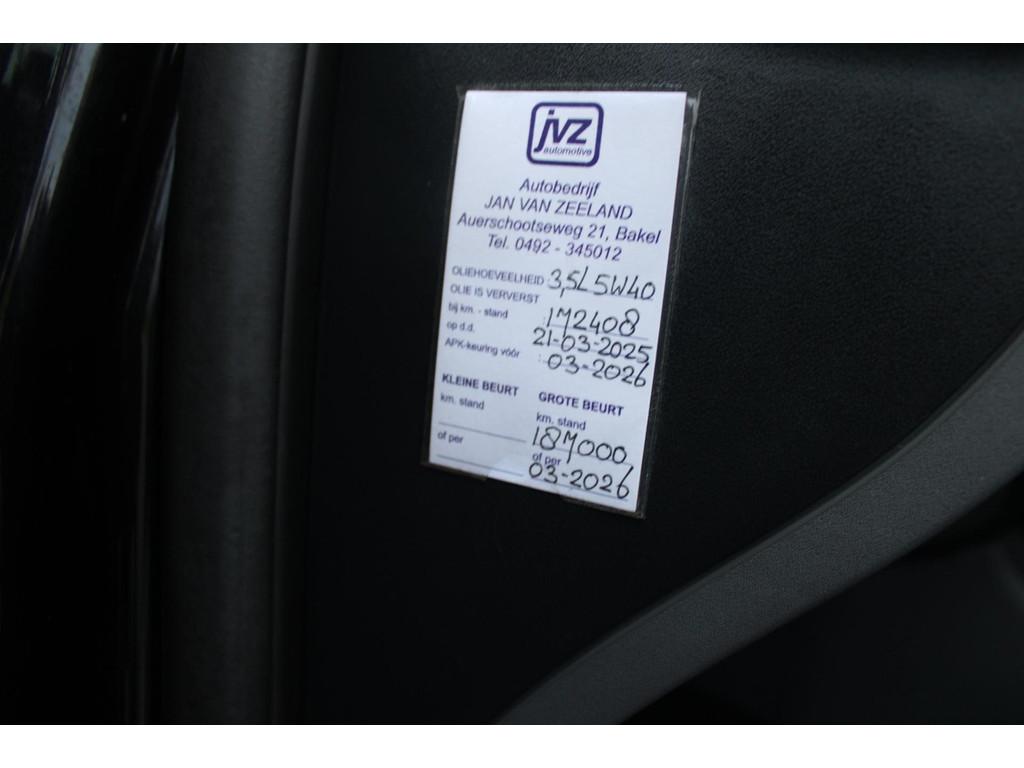 jvz
automotive
Autobedrijf
JAN VAN ZEELAND
Auerschootseweg 21, Bakel
Tel. 0492 - 345012
OLIEHOEVEELHEID : 3,5L 5W40
OLIE IS VERVERST
bij km. - stand : 172408
op d.d. 21-03-2025
APK-keuring vóór : 03-2026
KLEINE BEURT GROTE BEURT
km. stand km. stand
187000
of per of per
03-2026